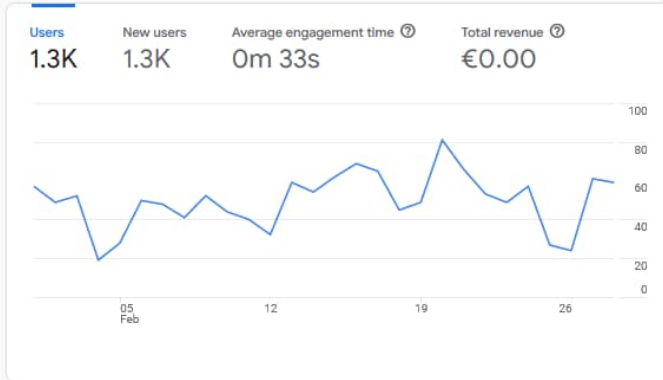 Users New users Average engagement time Total revenue
1.3K 1.3K 0m 33s €0.00
100
80
60
40
20
0
05 12 19 26
Feb